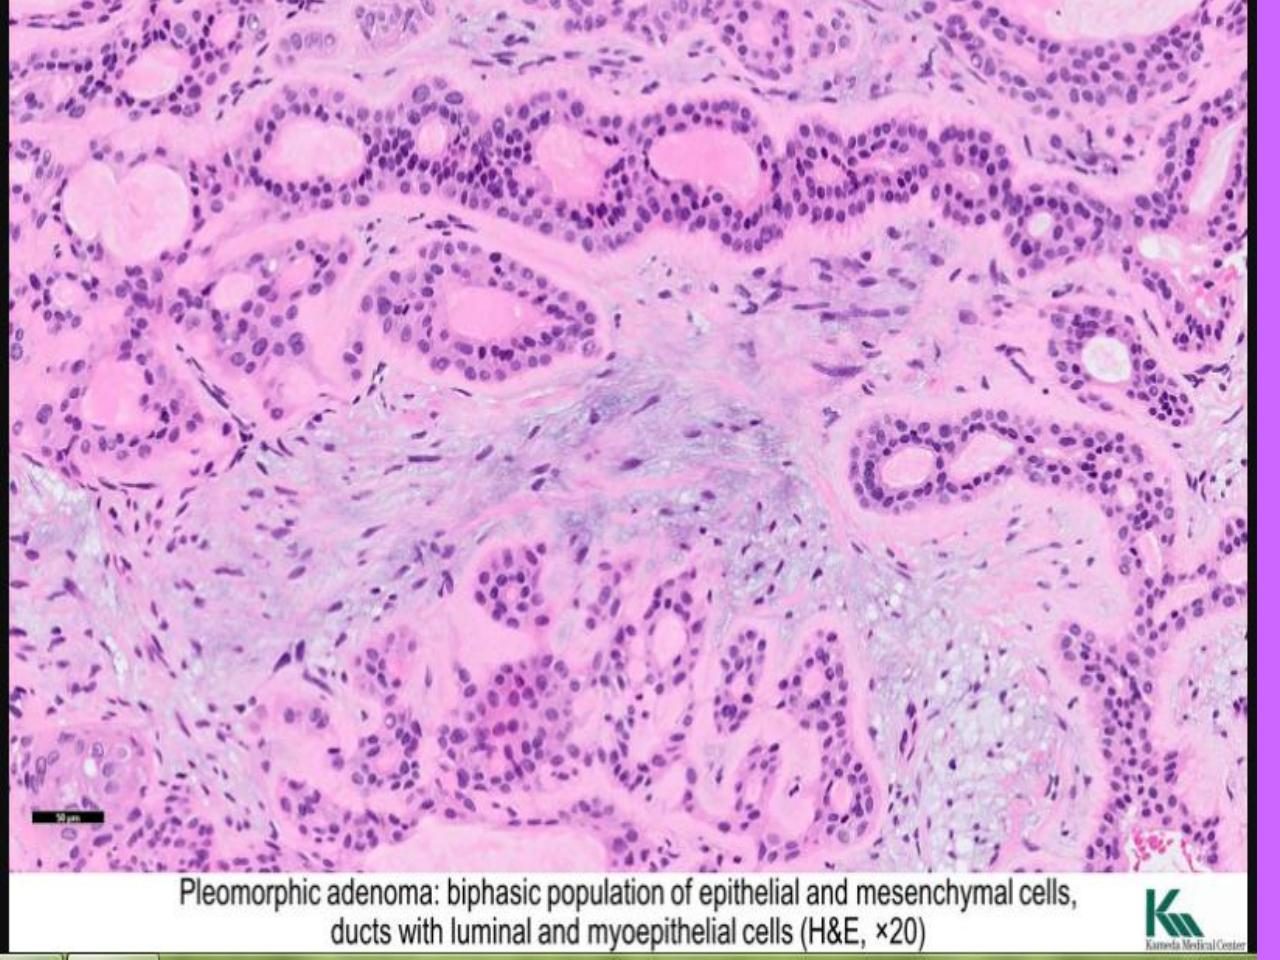 50 µm
Pleomorphic adenoma: biphasic population of epithelial and mesenchymal cells,
ducts with luminal and myoepithelial cells (H&E, ×20)
Kameda Medical Center